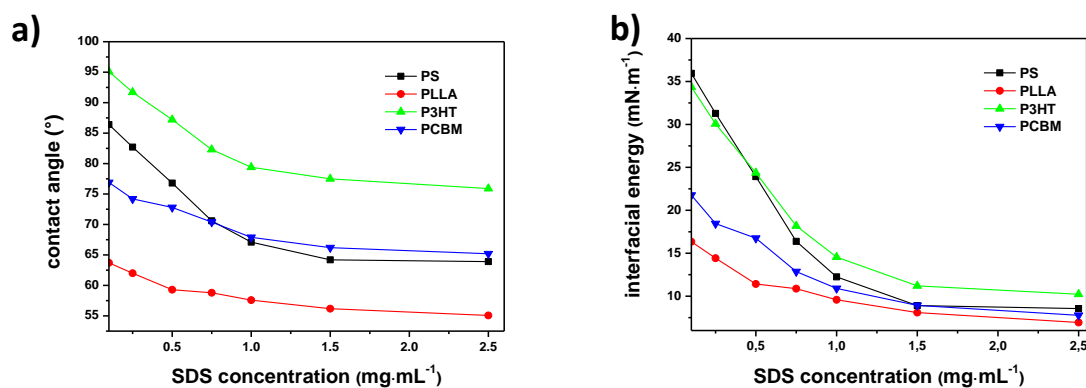 a)
contact angle (°)
100
95
90
85
80
75
70
65
60
55
PS
PLLA
P3HT
PCBM
0.5
1.0
1.5
2.0
2.5
SDS concentration (mg·mL⁻¹)
b)
interfacial energy (mN·m⁻¹)
40
35
30
25
20
15
10
PS
PLLA
P3HT
PCBM
0,5
1,0
1,5
2,0
2,5
SDS concentration (mg·mL⁻¹)